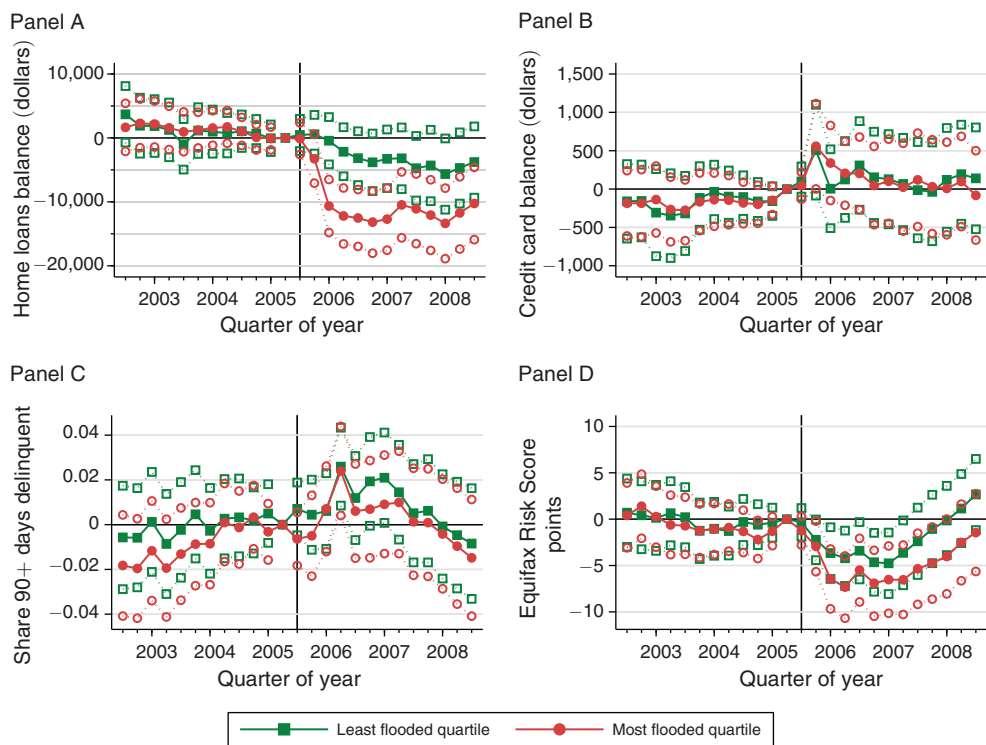 Panel A
Home loans balance (dollars)
10,000
0
−10,000
−20,000
2003 2004 2005 2006 2007 2008
Quarter of year
Panel B
Credit card balance (dollars)
1,500
1,000
500
0
−500
−1,000
2003 2004 2005 2006 2007 2008
Quarter of year
Panel C
Share 90+ days delinquent
0.04
0.02
0
−0.02
−0.04
2003 2004 2005 2006 2007 2008
Quarter of year
Panel D
Equifax Risk Score
points
10
5
0
−5
−10
2003 2004 2005 2006 2007 2008
Quarter of year
Least flooded quartile
Most flooded quartile